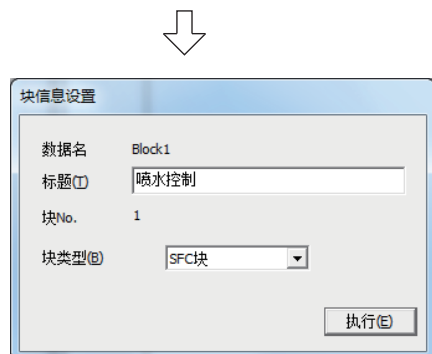 块信息设置
数据名 Block1
标题(T) 喷水控制
块No. 1
块类型(B) SFC块
执行(E)